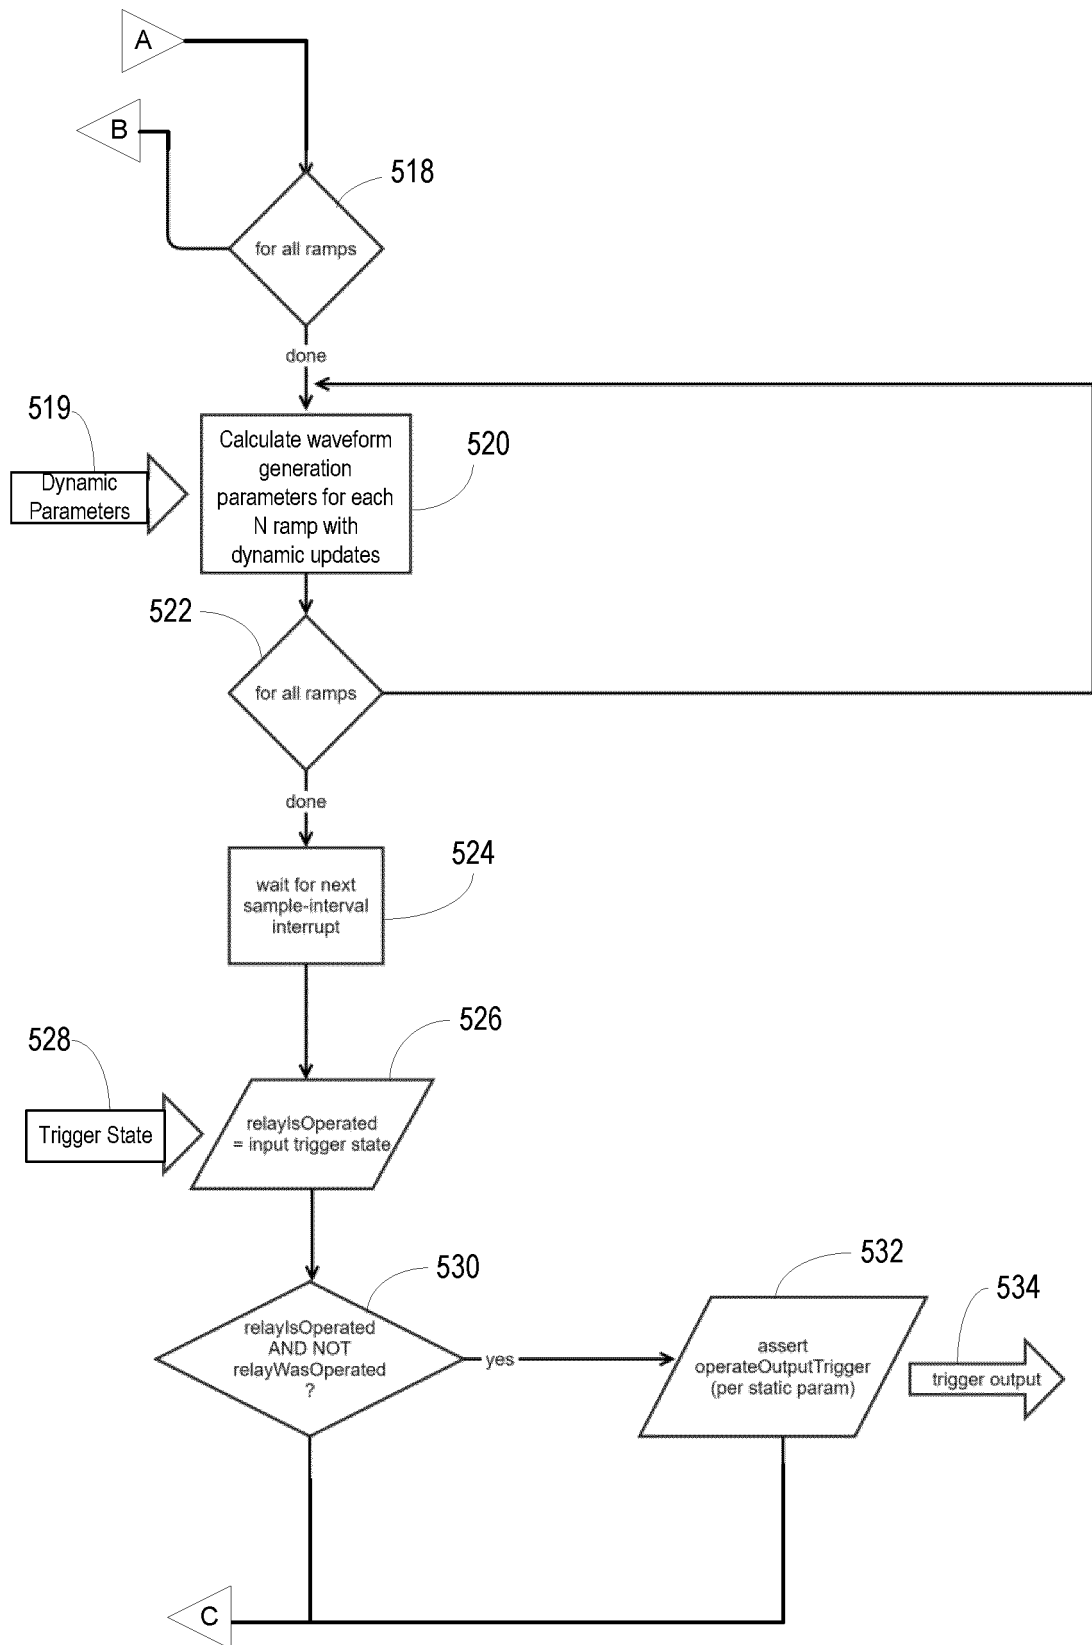 A
B
518
for all ramps
done
519
Dynamic
Parameters
Calculate waveform
generation
parameters for each
N ramp with
dynamic updates
520
522
for all ramps
done
524
wait for next
sample-interval
interrupt
526
528
Trigger State
relayIsOperated
= input trigger state
530
relayIsOperated
AND NOT
relayWasOperated
?
yes
532
assert
operateOutputTrigger
(per static param)
534
trigger output
C